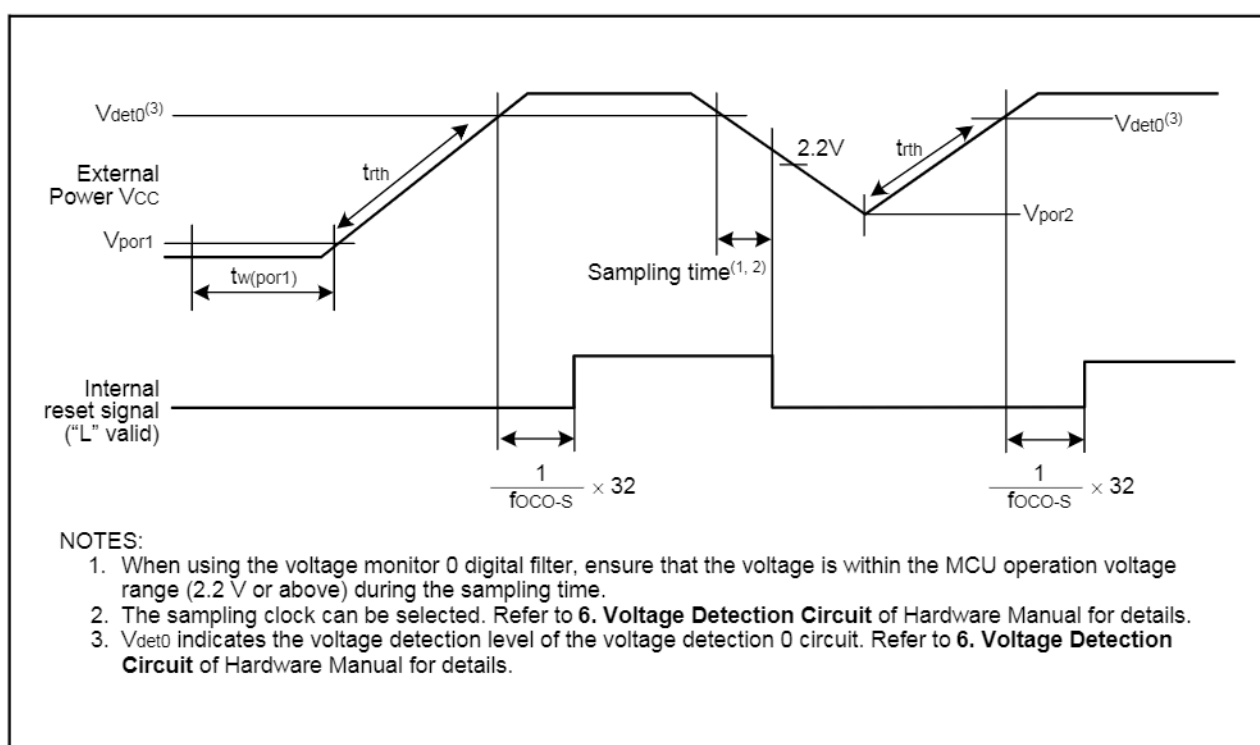 Vdet0(3)
External
Power VCC
Vpor1
tw(por1)
trth
Sampling time(1, 2)
2.2V
trth
Vdet0(3)
Vpor2
Internal
reset signal
(“L” valid)
1
fOCO-S
× 32
1
fOCO-S
× 32
NOTES:
1. When using the voltage monitor 0 digital filter, ensure that the voltage is within the MCU operation voltage
range (2.2 V or above) during the sampling time.
2. The sampling clock can be selected. Refer to 6. Voltage Detection Circuit of Hardware Manual for details.
3. Vdet0 indicates the voltage detection level of the voltage detection 0 circuit. Refer to 6. Voltage Detection
Circuit of Hardware Manual for details.